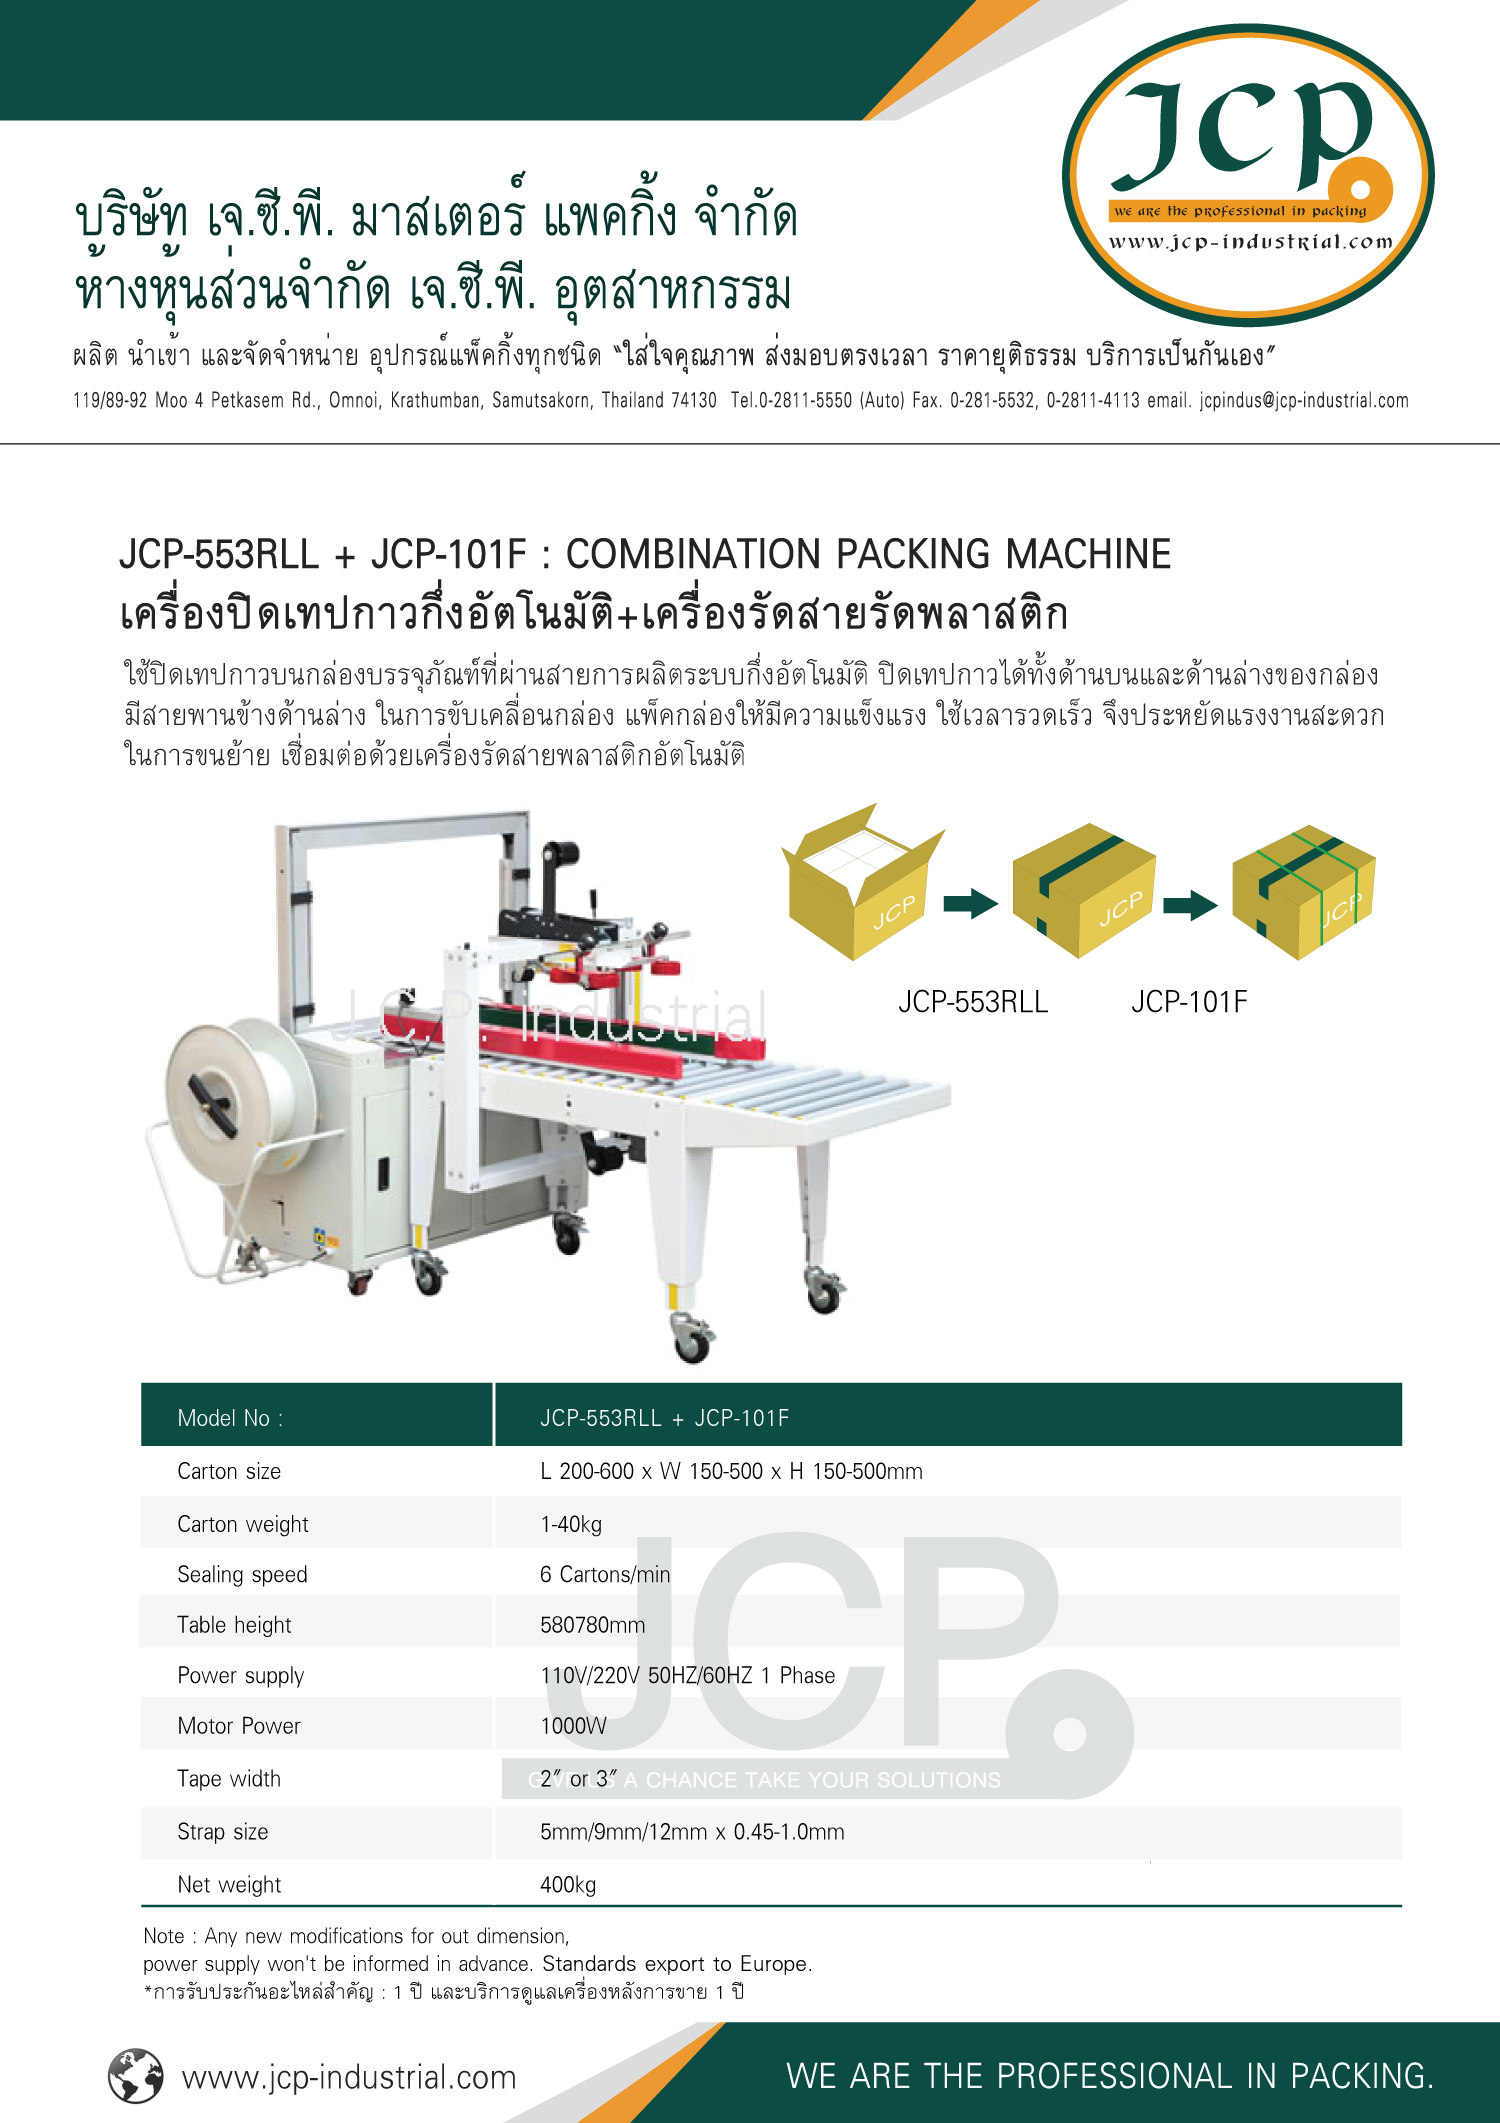 JCP
we are the professional in packing
www.jcp-industrial.com
บริษัท เจ.ซี.พี. มาสเตอร์ แพคกิ้ง จำกัด
ห้างหุ้นส่วนจำกัด เจ.ซี.พี. อุตสาหกรรม
ผลิต นำเข้า และจัดจำหน่าย อุปกรณ์แพ็คกิ้งทุกชนิด "ใส่ใจคุณภาพ ส่งมอบตรงเวลา ราคายุติธรรม บริการเป็นกันเอง"
119/89-92 Moo 4 Petkasem Rd., Omnoi, Krathumban, Samutsakorn, Thailand 74130 Tel.0-2811-5550 (Auto) Fax. 0-281-5532, 0-2811-4113 email. jcpindus@jcp-industrial.com
JCP-553RLL + JCP-101F : COMBINATION PACKING MACHINE
เครื่องปิดเทปกาวกึ่งอัตโนมัติ+เครื่องรัดสายรัดพลาสติก
ใช้ปิดเทปกาวบนกล่องบรรจุภัณฑ์ที่ผ่านสายการผลิตระบบกึ่งอัตโนมัติ ปิดเทปกาวได้ทั้งด้านบนและด้านล่างของกล่อง
มีสายพานข้างด้านล่าง ในการขับเคลื่อนกล่อง แพ็คกล่องให้มีความแข็งแรง ใช้เวลารวดเร็ว จึงประหยัดแรงงานสะดวก
ในการขนย้าย เชื่อมต่อด้วยเครื่องรัดสายพลาสติกอัตโนมัติ
JCP JCP JCP
JCP-553RLL JCP-101F
J.C.P. Industrial
Model No : JCP-553RLL + JCP-101F
Carton size L 200-600 x W 150-500 x H 150-500mm
Carton weight 1-40kg
Sealing speed 6 Cartons/min
Table height 580780mm
Power supply 110V/220V 50HZ/60HZ 1 Phase
Motor Power 1000W
Tape width 2" or 3"
Strap size 5mm/9mm/12mm x 0.45-1.0mm
Net weight 400kg
JCP
GIVE US A CHANCE TAKE YOUR SOLUTIONS
Note : Any new modifications for out dimension,
power supply won't be informed in advance. Standards export to Europe.
*การรับประกันอะไหล่สำคัญ : 1 ปี และบริการดูแลเครื่องหลังการขาย 1 ปี
www.jcp-industrial.com
WE ARE THE PROFESSIONAL IN PACKING.